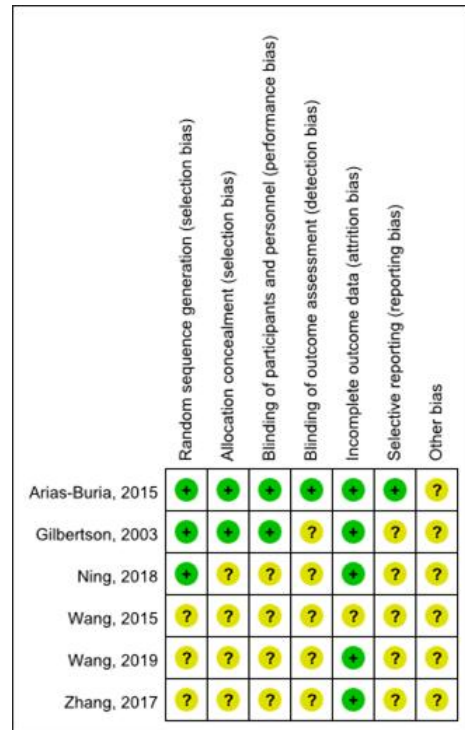 Random sequence generation (selection bias)
Allocation concealment (selection bias)
Blinding of participants and personnel (performance bias)
Blinding of outcome assessment (detection bias)
Incomplete outcome data (attrition bias)
Selective reporting (reporting bias)
Other bias
Arias-Buria, 2015 + + + + + + ?
Gilbertson, 2003 + + + ? + ? ?
Ning, 2018 + ? ? ? + ? ?
Wang, 2015 ? ? ? ? ? ? ?
Wang, 2019 ? ? ? ? + ? ?
Zhang, 2017 ? ? ? ? + ? ?